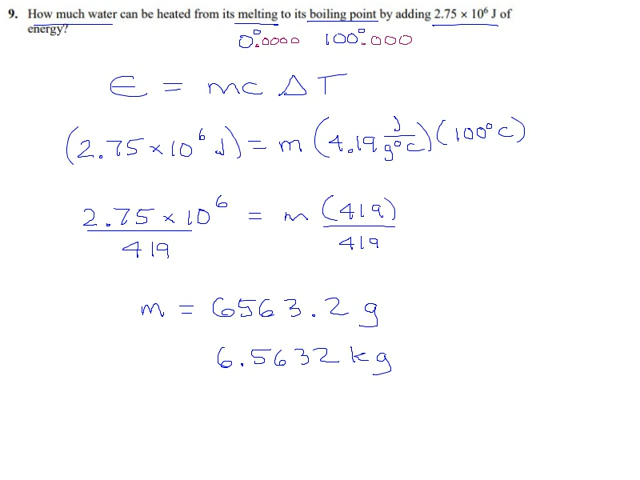 9. How much water can be heated from its melting to its boiling point by adding 2.75 × 10⁶ J of
energy?
0°.0000 100°.000
E = mc ΔT
(2.75 × 10⁶ J) = m (4.19 J/g°C)(100°C)
2.75 × 10⁶/419 = m (419)/419
m = 6563.2 g
6.5632 kg